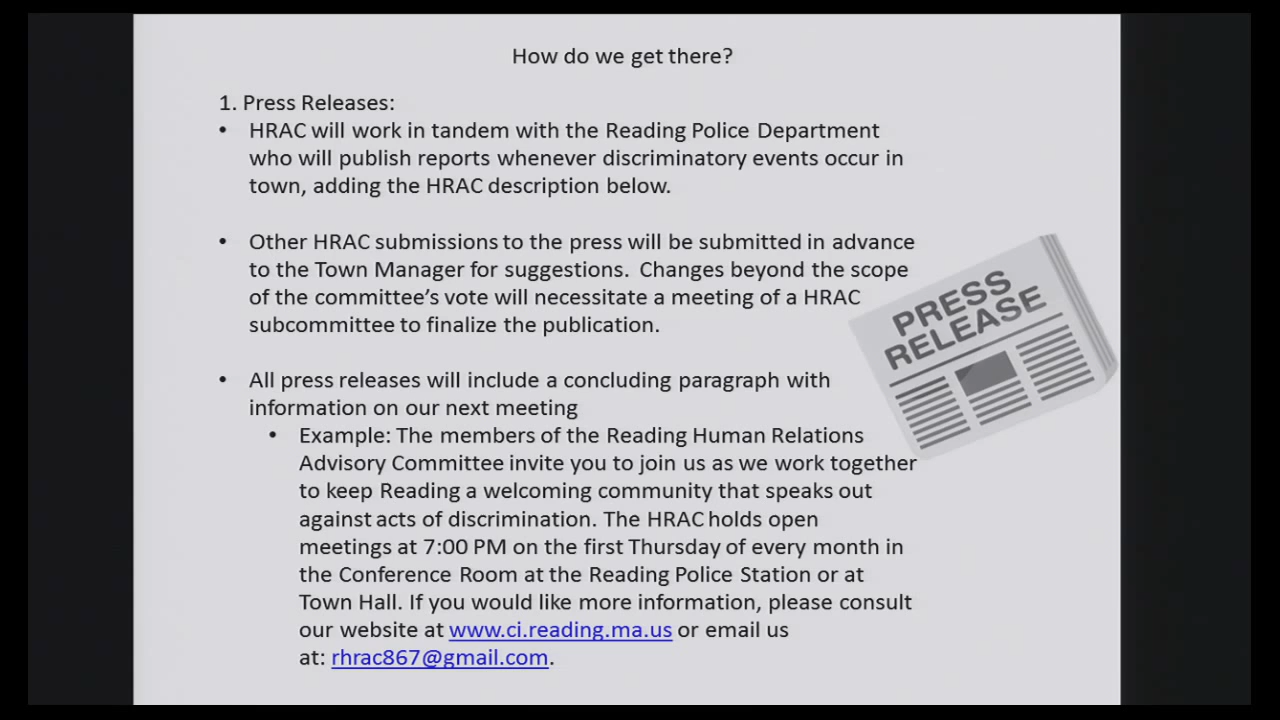 How do we get there?
1. Press Releases:
• HRAC will work in tandem with the Reading Police Department
who will publish reports whenever discriminatory events occur in
town, adding the HRAC description below.
• Other HRAC submissions to the press will be submitted in advance
to the Town Manager for suggestions.  Changes beyond the scope
of the committee's vote will necessitate a meeting of a HRAC
subcommittee to finalize the publication.
PRESS
RELEASE
• All press releases will include a concluding paragraph with
information on our next meeting
• Example: The members of the Reading Human Relations
Advisory Committee invite you to join us as we work together
to keep Reading a welcoming community that speaks out
against acts of discrimination. The HRAC holds open
meetings at 7:00 PM on the first Thursday of every month in
the Conference Room at the Reading Police Station or at
Town Hall. If you would like more information, please consult
our website at www.ci.reading.ma.us or email us
at: rhrac867@gmail.com.